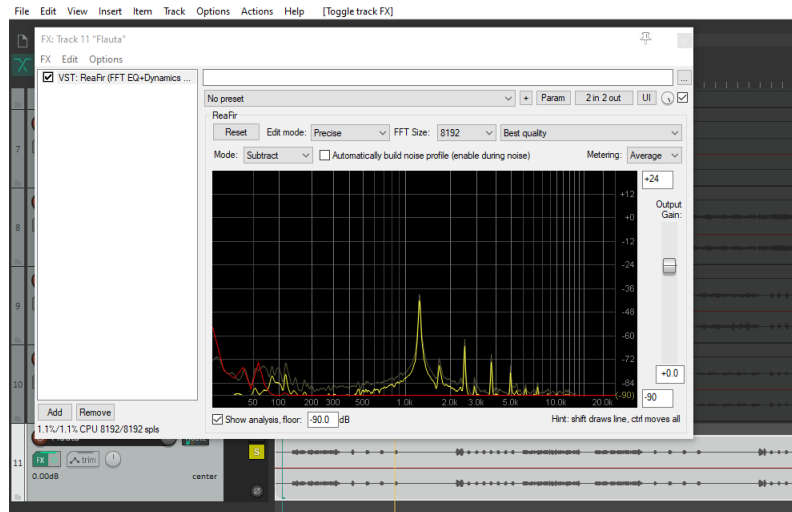 File Edit View Insert Item Track Options Actions Help [Toggle track FX]
FX: Track 11 "Flauta"
FX Edit Options
VST: ReaFir (FFT EQ+Dynamics ...
...
No preset + Param 2 in 2 out UI
ReaFir
Reset Edit mode: Precise FFT Size: 8192 Best quality
Mode: Subtract Automatically build noise profile (enable during noise) Metering: Average
+24
+12
Output
Gain:
+0
-12
-24
-36
-48
-60
-72
+0.0
-84
(-90)
-90
50 100 200 300 500 1.0k 2.0k 3.0k 5.0k 10.0k 20.0k
Add Remove
Show analysis, floor: -90.0 dB Hint: shift draws line, ctrl moves all
1.1%/1.1% CPU 8192/8192 spls
7
8
9
10
11
FX trim
S
0.00dB center